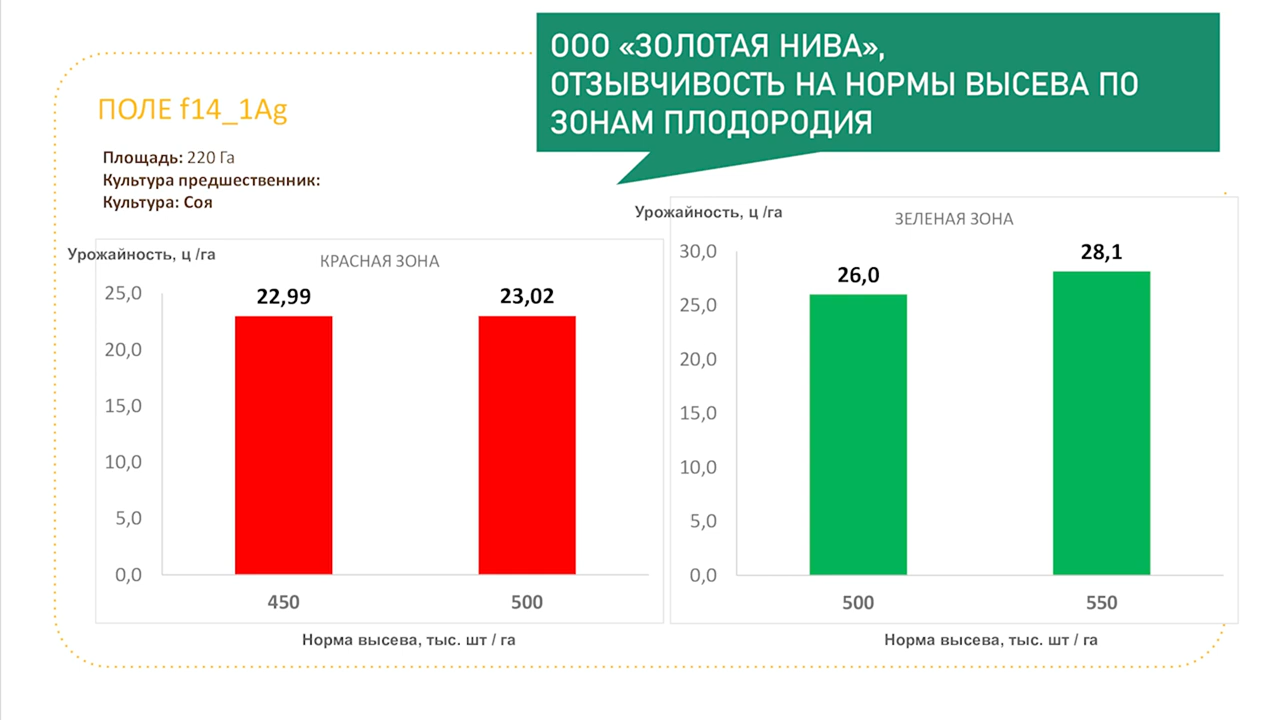 ООО «ЗОЛОТАЯ НИВА»,
ОТЗЫВЧИВОСТЬ НА НОРМЫ ВЫСЕВА ПО
ЗОНАМ ПЛОДОРОДИЯ
ПОЛЕ f14_1Ag
Площадь: 220 Га
Культура предшественник:
Культура: Соя
Урожайность, ц /га
КРАСНАЯ ЗОНА
25,0
20,0
15,0
10,0
5,0
0,0
22,99
23,02
450
500
Норма высева, тыс. шт / га
Урожайность, ц /га
ЗЕЛЕНАЯ ЗОНА
30,0
25,0
20,0
15,0
10,0
5,0
0,0
26,0
28,1
500
550
Норма высева, тыс. шт / га